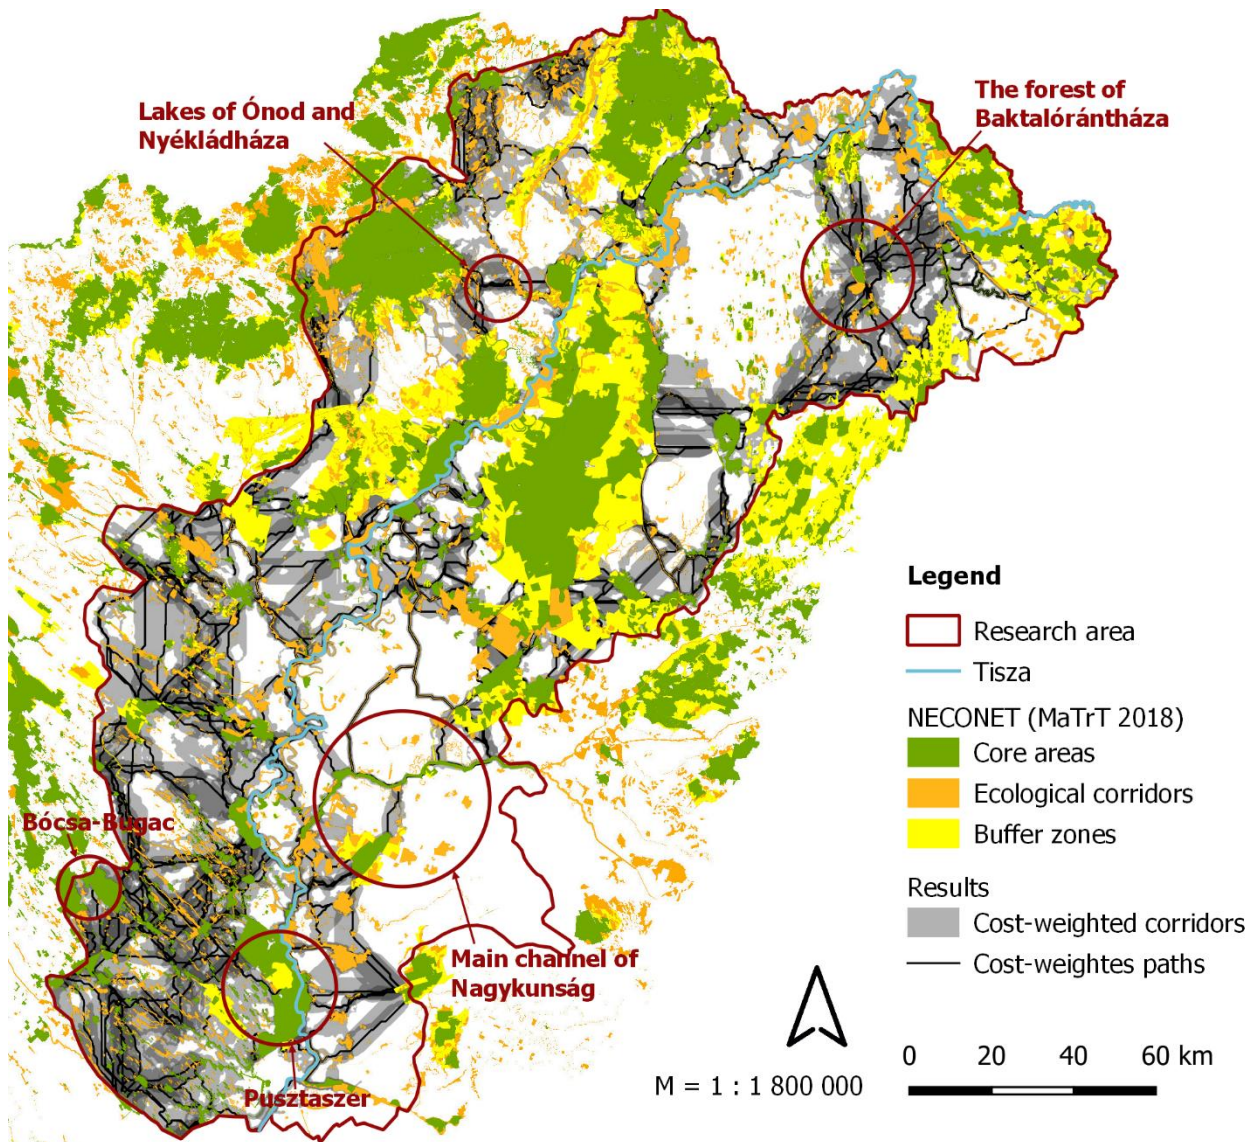 Lakes of Ónod and
Nyékládháza
The forest of
Baktalórántháza
Bócsa-Bugac
Main channel of
Nagykunság
Pusztaszer
Legend
Research area
Tisza
NECONET (MaTrT 2018)
Core areas
Ecological corridors
Buffer zones
Results
Cost-weighted corridors
Cost-weightes paths
M = 1 : 1 800 000
0 20 40 60 km